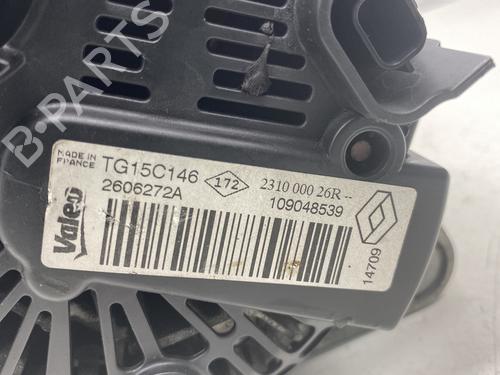 B-PARTS
MADE IN
FRANCE
TG15C146
172
2310 000 26R--
2606272A
109048539
Valeo
14709